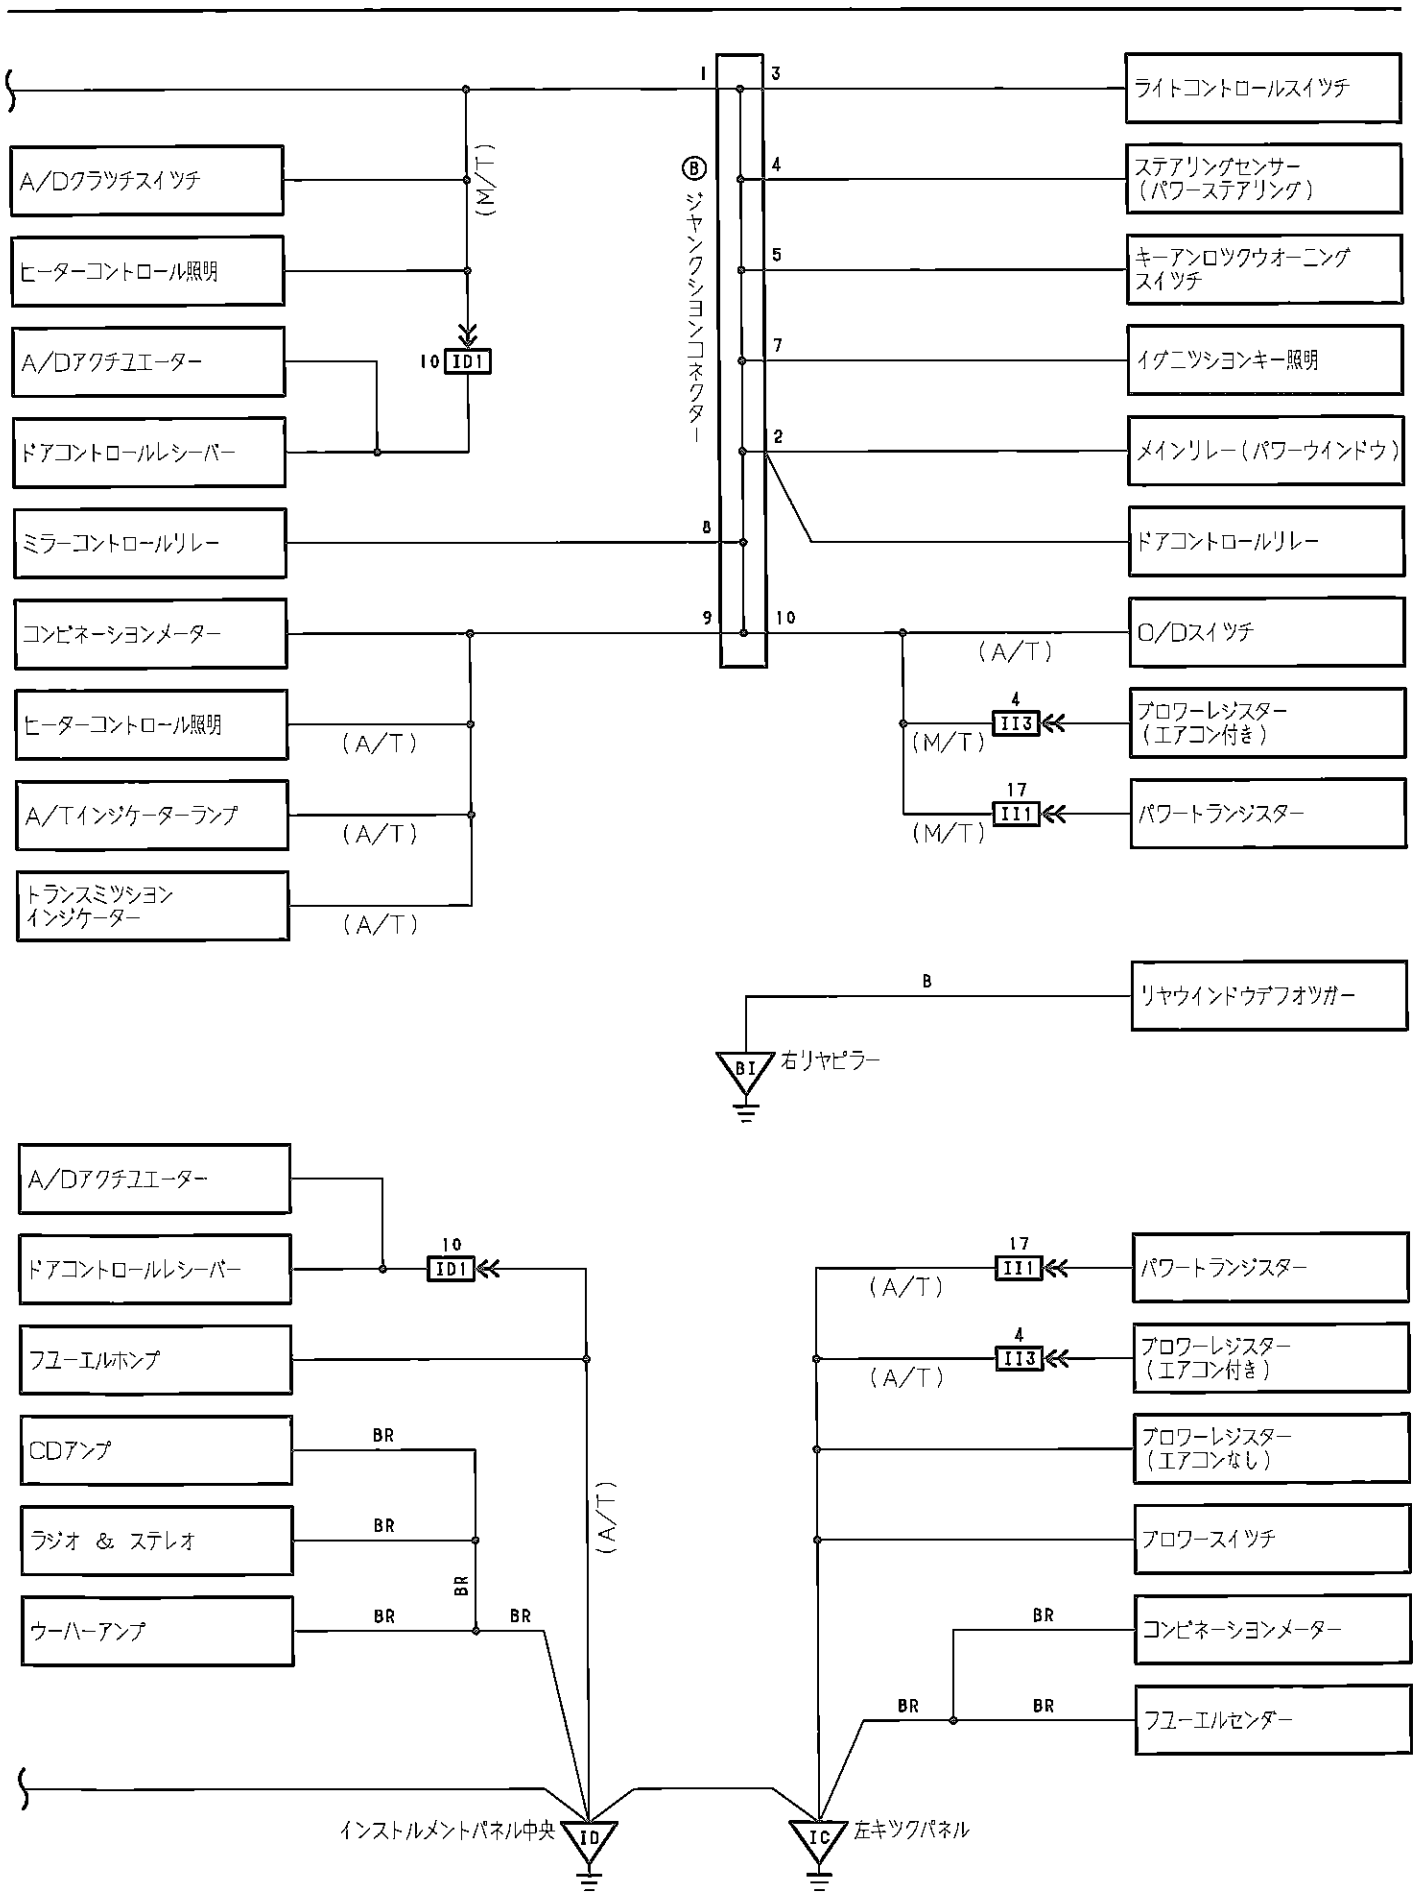 1
3
ライトコントロールスイツチ
A/Dクラツチスイツチ
(M/T)
Ⓑ
ジヤンクシヨンコネクター
4
ステアリングセンサー
(パワーステアリング)
ヒーターコントロール照明
5
キーアンロツクウオーニング
スイツチ
A/Dアクチユエーター
10 ID1
7
イグニツシヨンキー照明
ドアコントロールレシーバー
2
メインリレー(パワーウインドウ)
ミラーコントロールリレー
8
ドアコントロールリレー
コンビネーシヨンメーター
9
10
(A/T)
O/Dスイツチ
ヒーターコントロール照明
(A/T)
(M/T)
4
II3
ブロワーレジスター
(エアコン付き)
A/Tインジケーターランプ
(A/T)
(M/T)
17
II1
パワートランジスター
トランスミツシヨン
インジケーター
(A/T)
B
リヤウインドウデフオツガー
BI
右リヤピラー
A/Dアクチユエーター
ドアコントロールレシーバー
10
ID1
(A/T)
17
II1
パワートランジスター
フユーエルポンプ
(A/T)
4
II3
ブロワーレジスター
(エアコン付き)
CDアンプ
BR
ブロワーレジスター
(エアコンなし)
ラジオ & ステレオ
BR
(A/T)
ブロワースイツチ
BR
ウーハーアンプ
BR
BR
BR
コンビネーシヨンメーター
BR
BR
フユーエルセンダー
インストルメントパネル中央
ID
IC
左キツクパネル